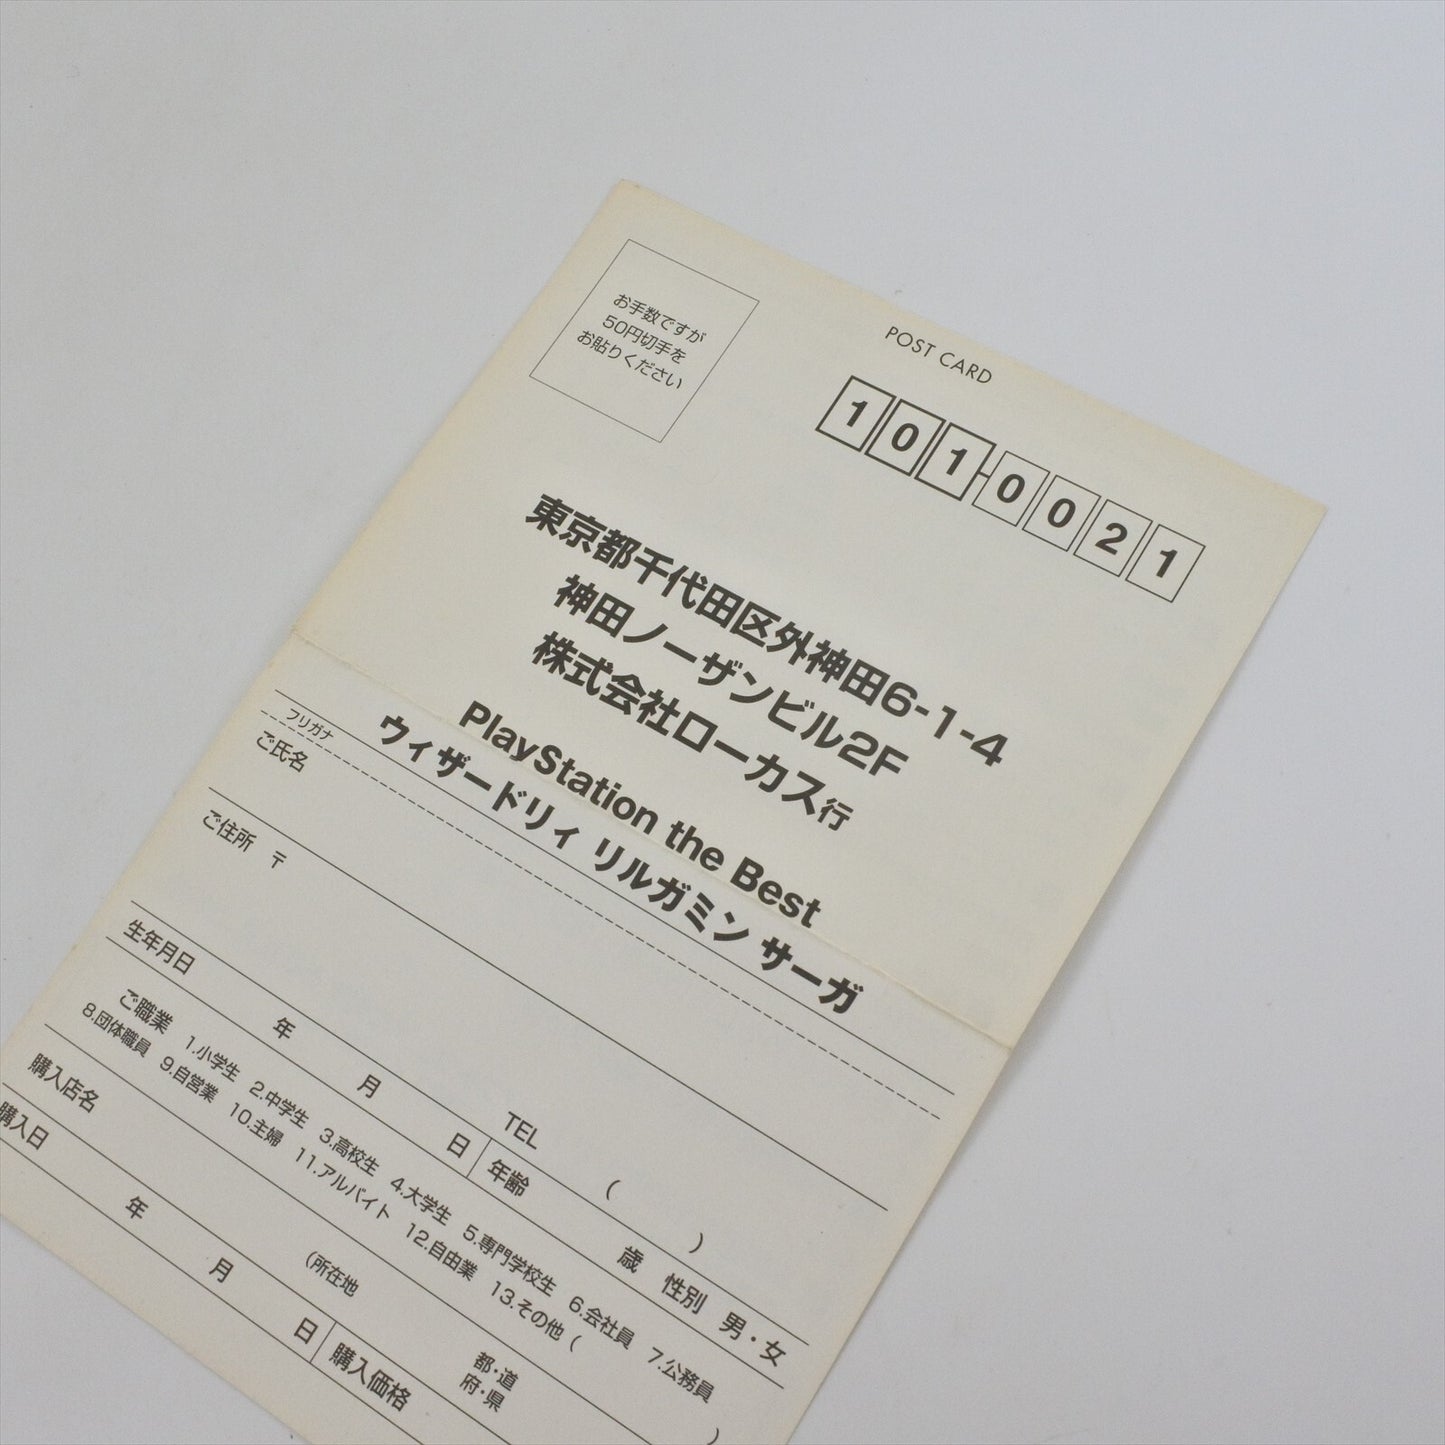 お手数ですが
50円切手を
お貼りください
POST CARD
101-0021
東京都千代田区外神田6-1-4
神田ノーザンビル2F
株式会社ローカス行
PlayStation the Best
ウィザードリィ リルガミン サーガ
フリガナ
ご氏名
ご住所 〒
TEL ( )
生年月日 年 月 日 年齢 歳 性別 男・女
ご職業 1.小学生 2.中学生 3.高校生 4.大学生 5.専門学校生 6.会社員 7.公務員
8.団体職員 9.自営業 10.主婦 11.アルバイト 12.自由業 13.その他 (
購入店名 (所在地 都・道 府・県 )
購入日 年 月 日 購入価格